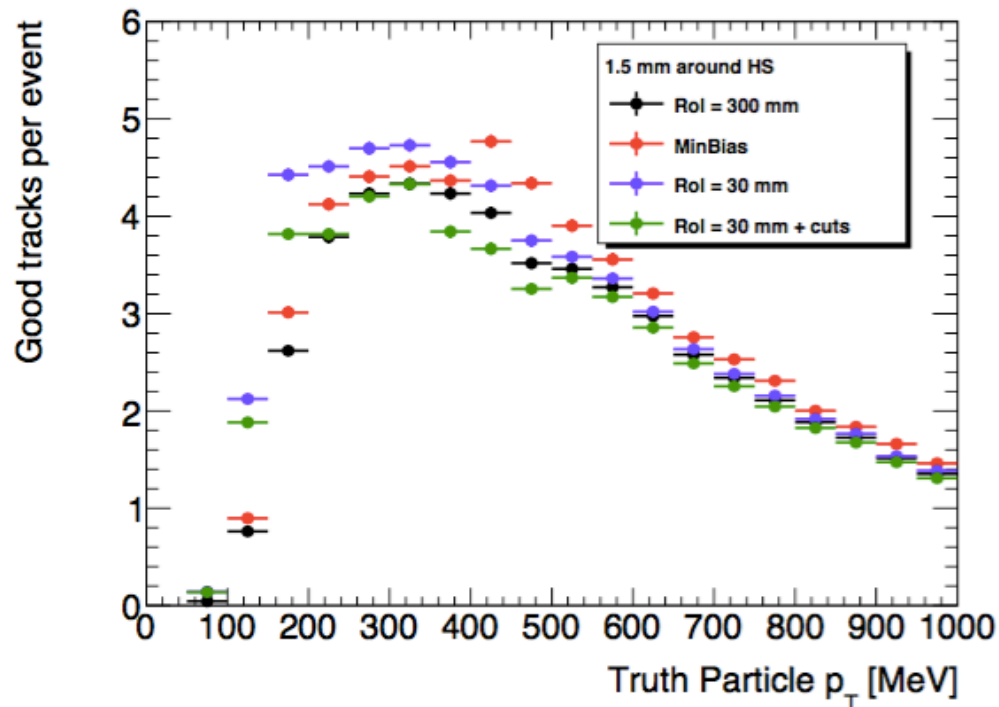 Good tracks per event
6
5
4
3
2
1
0
1.5 mm around HS
RoI = 300 mm
MinBias
RoI = 30 mm
RoI = 30 mm + cuts
0 100 200 300 400 500 600 700 800 900 1000
Truth Particle p_T [MeV]